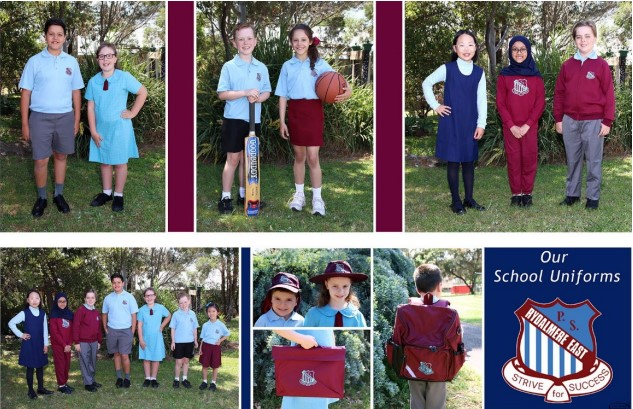 Our
School Uniforms
P.S.
RYDALMERE EAST
STRIVE for SUCCESS